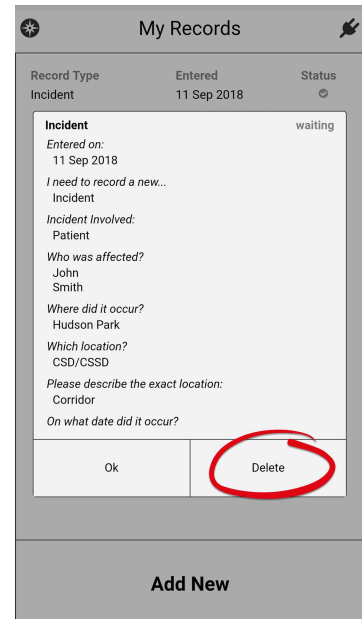 My Records
Record Type Entered Status
Incident 11 Sep 2018
Incident waiting
Entered on:
11 Sep 2018
I need to record a new...
Incident
Incident Involved:
Patient
Who was affected?
John
Smith
Where did it occur?
Hudson Park
Which location?
CSD/CSSD
Please describe the exact location:
Corridor
On what date did it occur?
Ok Delete
Add New